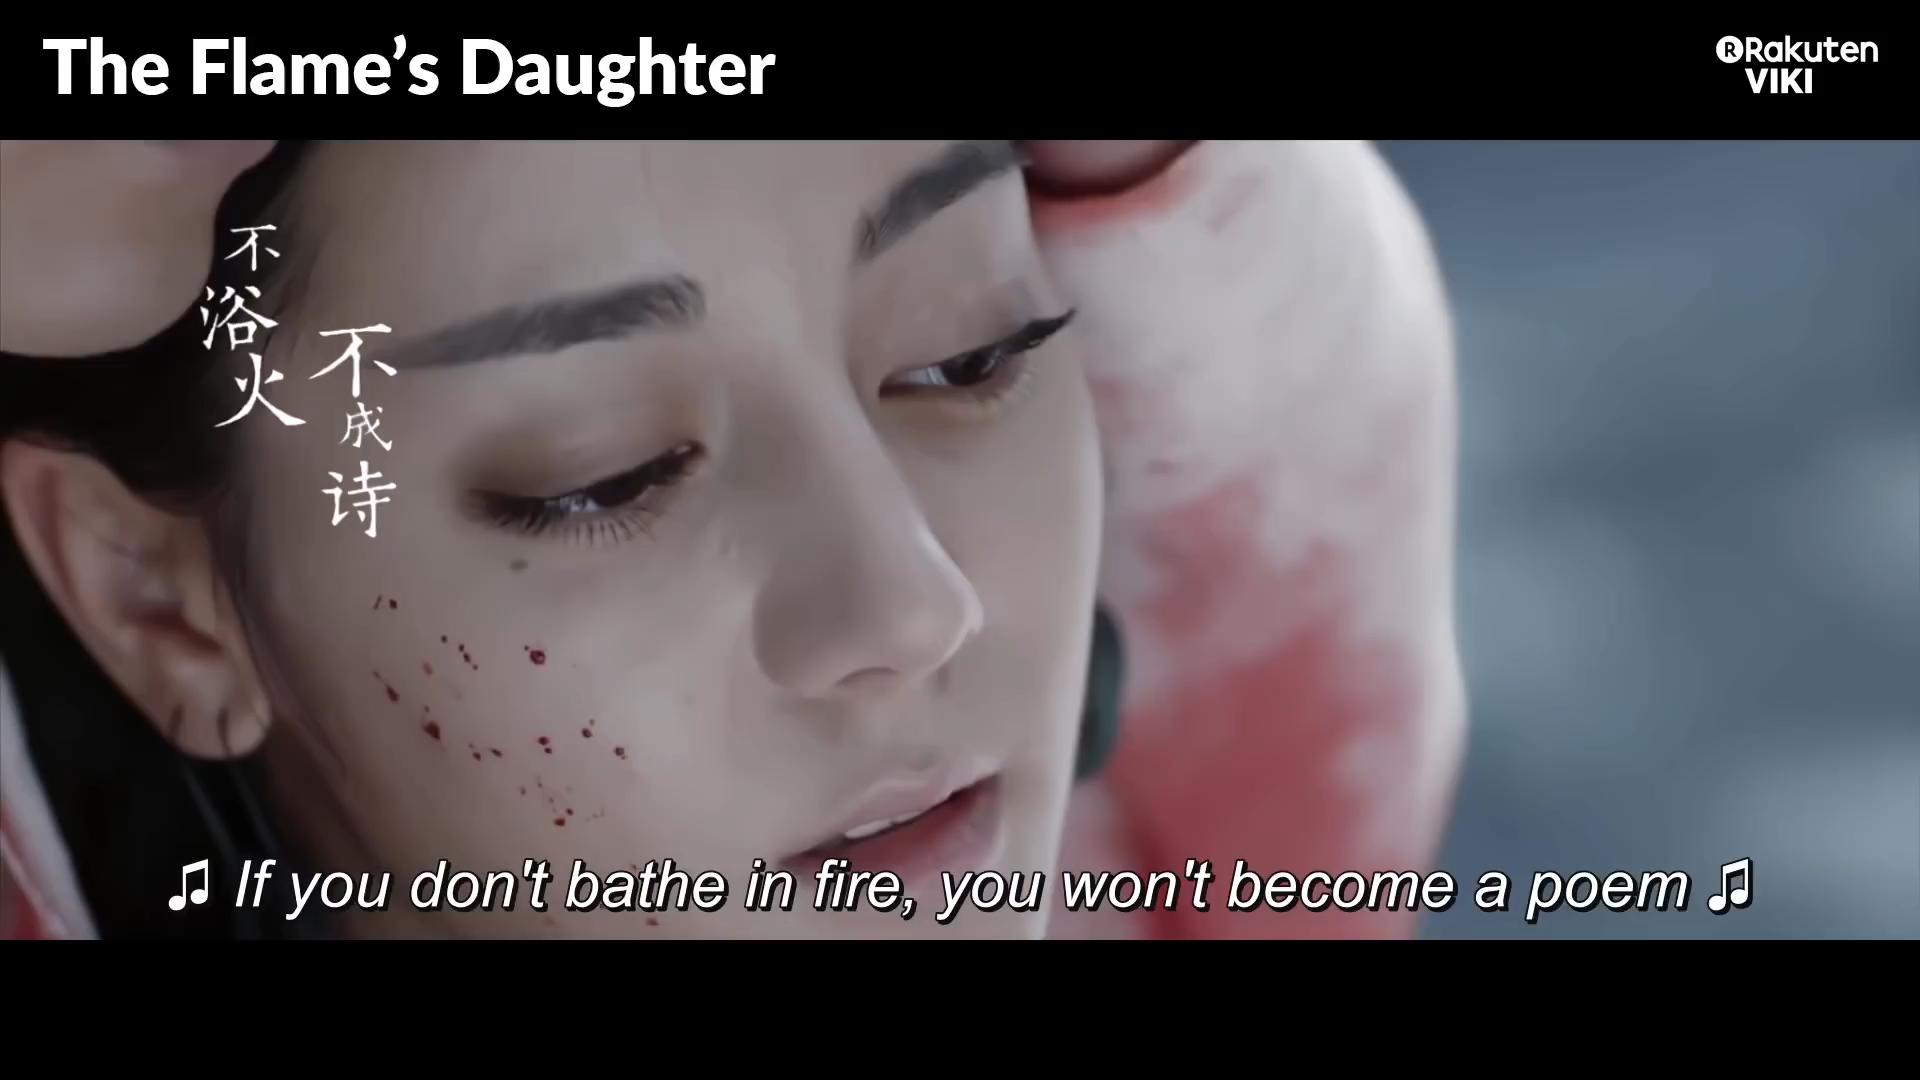 The Flame’s Daughter
Rakuten
VIKI
不浴火
不成诗
♫ If you don't bathe in fire, you won't become a poem ♫